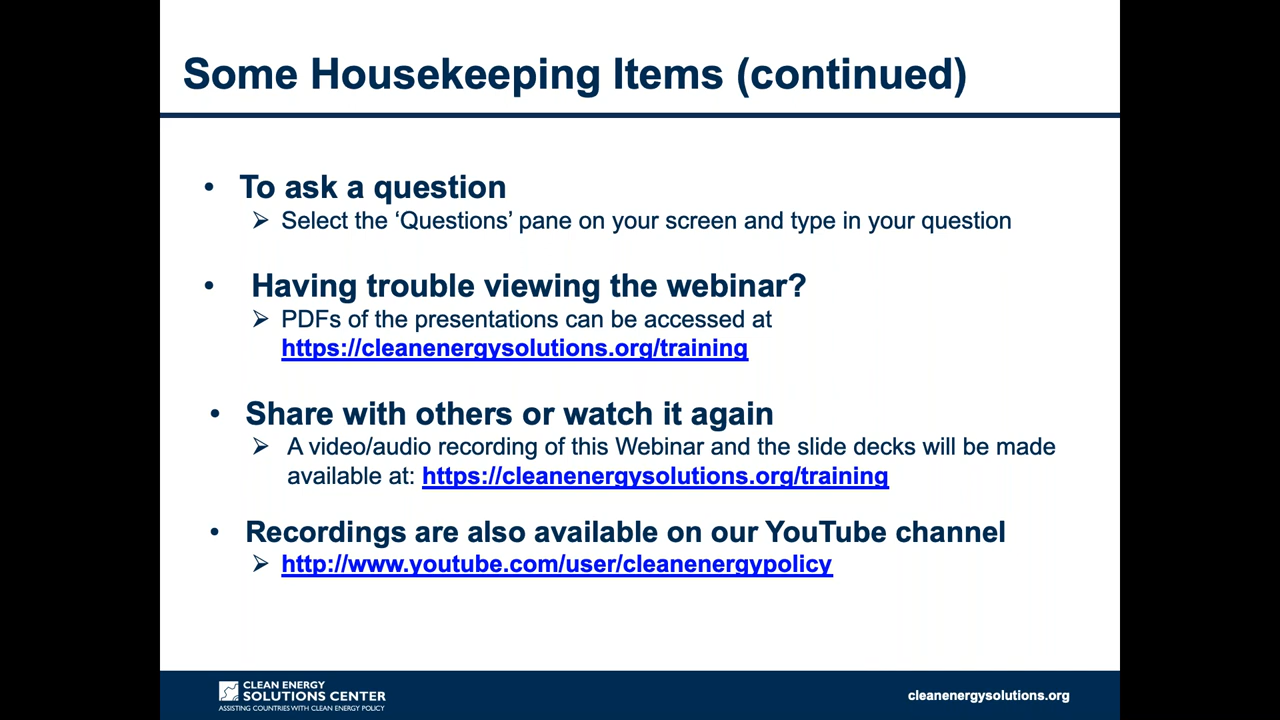 Some Housekeeping Items (continued)
• To ask a question
➢ Select the ‘Questions’ pane on your screen and type in your question
• Having trouble viewing the webinar?
➢ PDFs of the presentations can be accessed at
https://cleanenergysolutions.org/training
• Share with others or watch it again
➢ A video/audio recording of this Webinar and the slide decks will be made
available at: https://cleanenergysolutions.org/training
• Recordings are also available on our YouTube channel
➢ http://www.youtube.com/user/cleanenergypolicy
CLEAN ENERGY
SOLUTIONS CENTER
ASSISTING COUNTRIES WITH CLEAN ENERGY POLICY
cleanenergysolutions.org